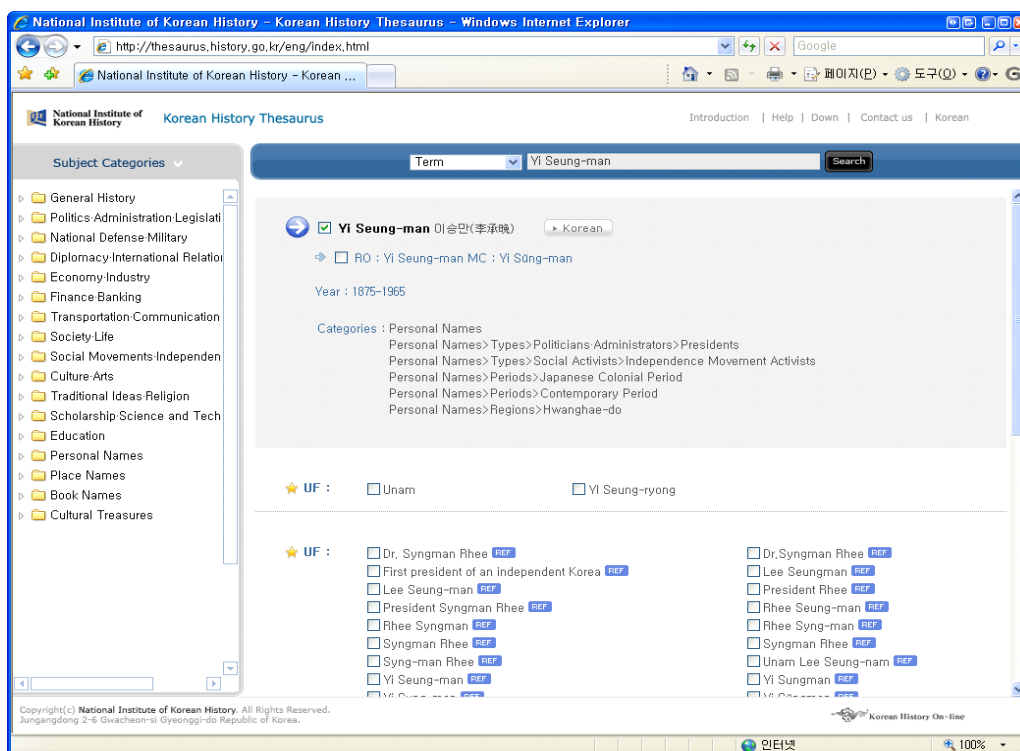 National Institute of Korean History - Korean History Thesaurus - Windows Internet Explorer
http://thesaurus.history.go.kr/eng/index.html
Google
National Institute of Korean History - Korean ...
페이지(P)
도구(O)
National Institute of Korean History
Korean History Thesaurus
Introduction | Help | Down | Contact us | Korean
Subject Categories
Term
Yi Seung-man
Search
General History
Politics·Administration·Legislati
National Defense·Military
Diplomacy·International Relation
Economy·Industry
Finance·Banking
Transportation·Communication
Society·Life
Social Movements·Independen
Culture·Arts
Traditional Ideas·Religion
Scholarship·Science and Tech
Education
Personal Names
Place Names
Book Names
Cultural Treasures
Yi Seung-man 이승만(李承晩)
Korean
RO : Yi Seung-man MC : Yi Sŭng-man
Year : 1875-1965
Categories : Personal Names
Personal Names>Types>Politicians·Administrators>Presidents
Personal Names>Types>Social Activists>Independence Movement Activists
Personal Names>Periods>Japanese Colonial Period
Personal Names>Periods>Contemporary Period
Personal Names>Regions>Hwanghae-do
UF : Unam YI Seung-ryong
UF : Dr, Syngman Rhee REF Dr,Syngman Rhee REF
First president of an independent Korea REF Lee Seungman REF
Lee Seung-man REF President Rhee REF
President Syngman Rhee REF Rhee Seung-man REF
Rhee Syngman REF Rhee Syng-man REF
Syngman Rhee REF Syngman Rhee REF
Syng-man Rhee REF Unam Lee Seung-nam REF
Yi Seung-man REF Yi Sungman REF
Copyright(c) National Institute of Korean History. All Rights Reserved.
Jungangdong 2-6 Gwacheon-si Gyeonggi-do Republic of Korea.
Korean History On-line
인터넷
100%